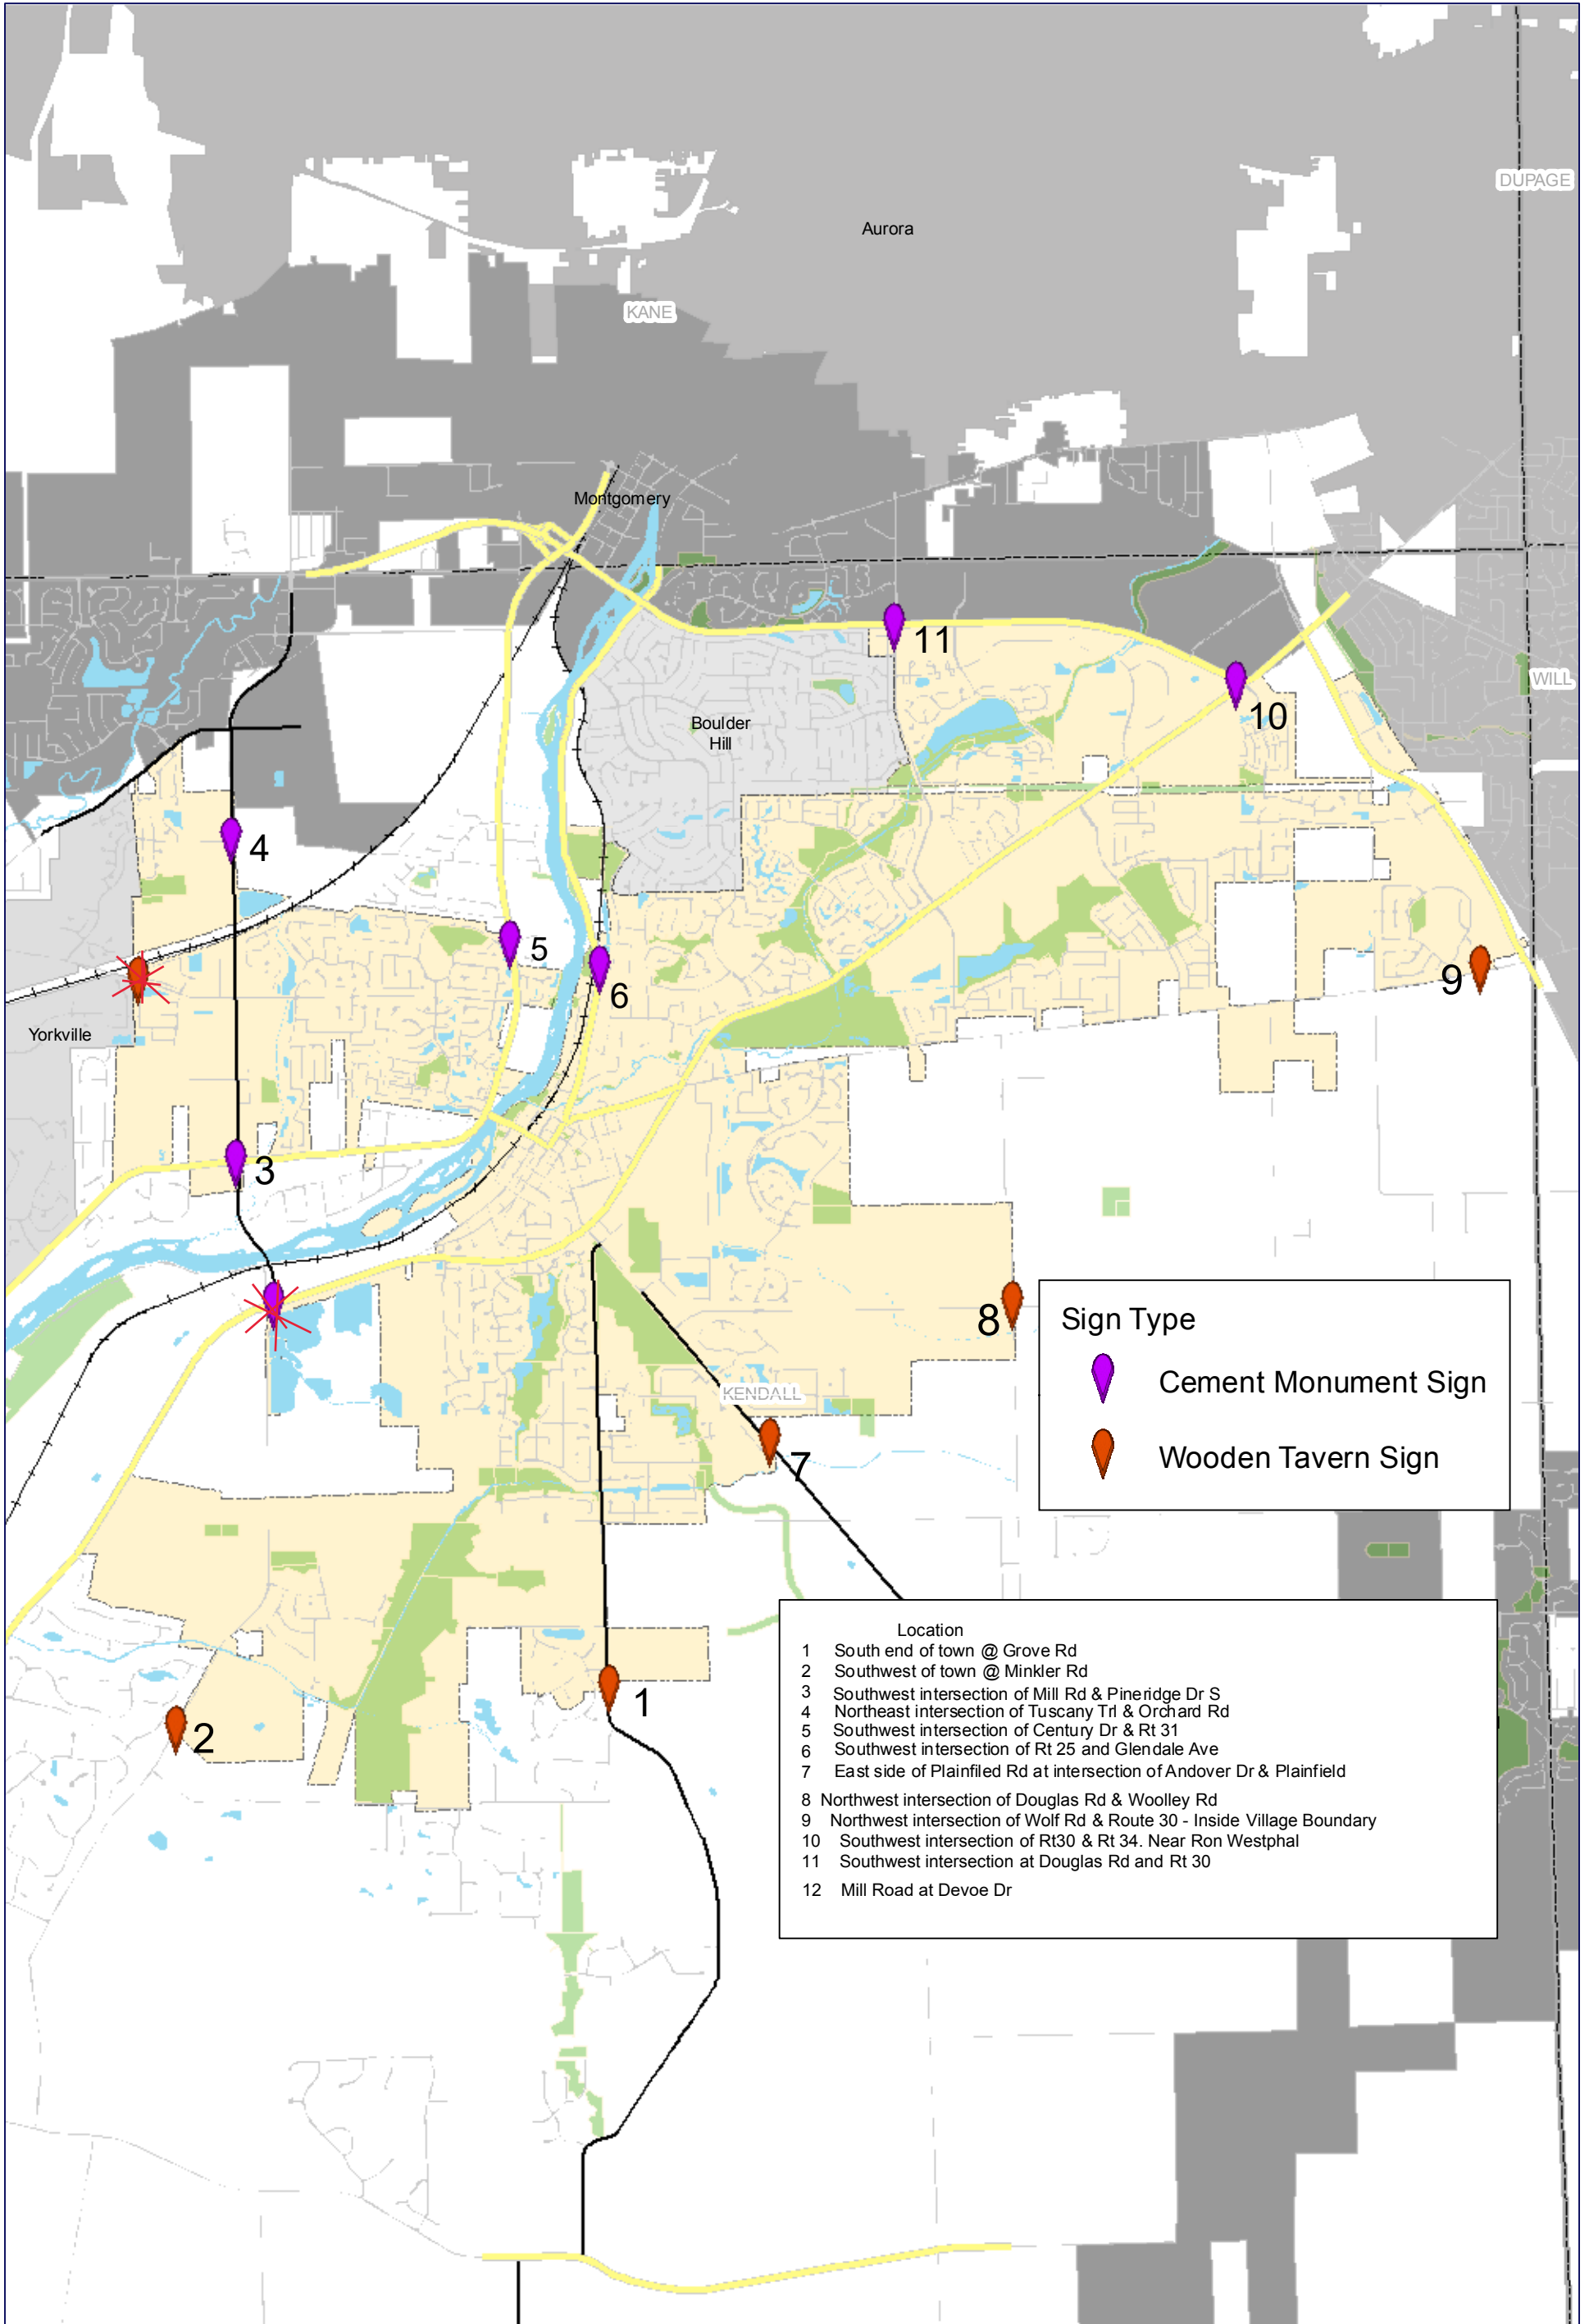 DUPAGE
Aurora
KANE
Montgomery
11
WILL
10
Boulder
Hill
4
5
6
9
Yorkville
3
8
Sign Type
Cement Monument Sign
Wooden Tavern Sign
KENDALL
7
1
2
Location
1 South end of town @ Grove Rd
2 Southwest of town @ Minkler Rd
3 Southwest intersection of Mill Rd & Pineridge Dr S
4 Northeast intersection of Tuscany Trl & Orchard Rd
5 Southwest intersection of Century Dr & Rt 31
6 Southwest intersection of Rt 25 and Glendale Ave
7 East side of Plainfiled Rd at intersection of Andover Dr & Plainfield
8 Northwest intersection of Douglas Rd & Woolley Rd
9 Northwest intersection of Wolf Rd & Route 30 - Inside Village Boundary
10 Southwest intersection of Rt30 & Rt 34. Near Ron Westphal
11 Southwest intersection at Douglas Rd and Rt 30
12 Mill Road at Devoe Dr